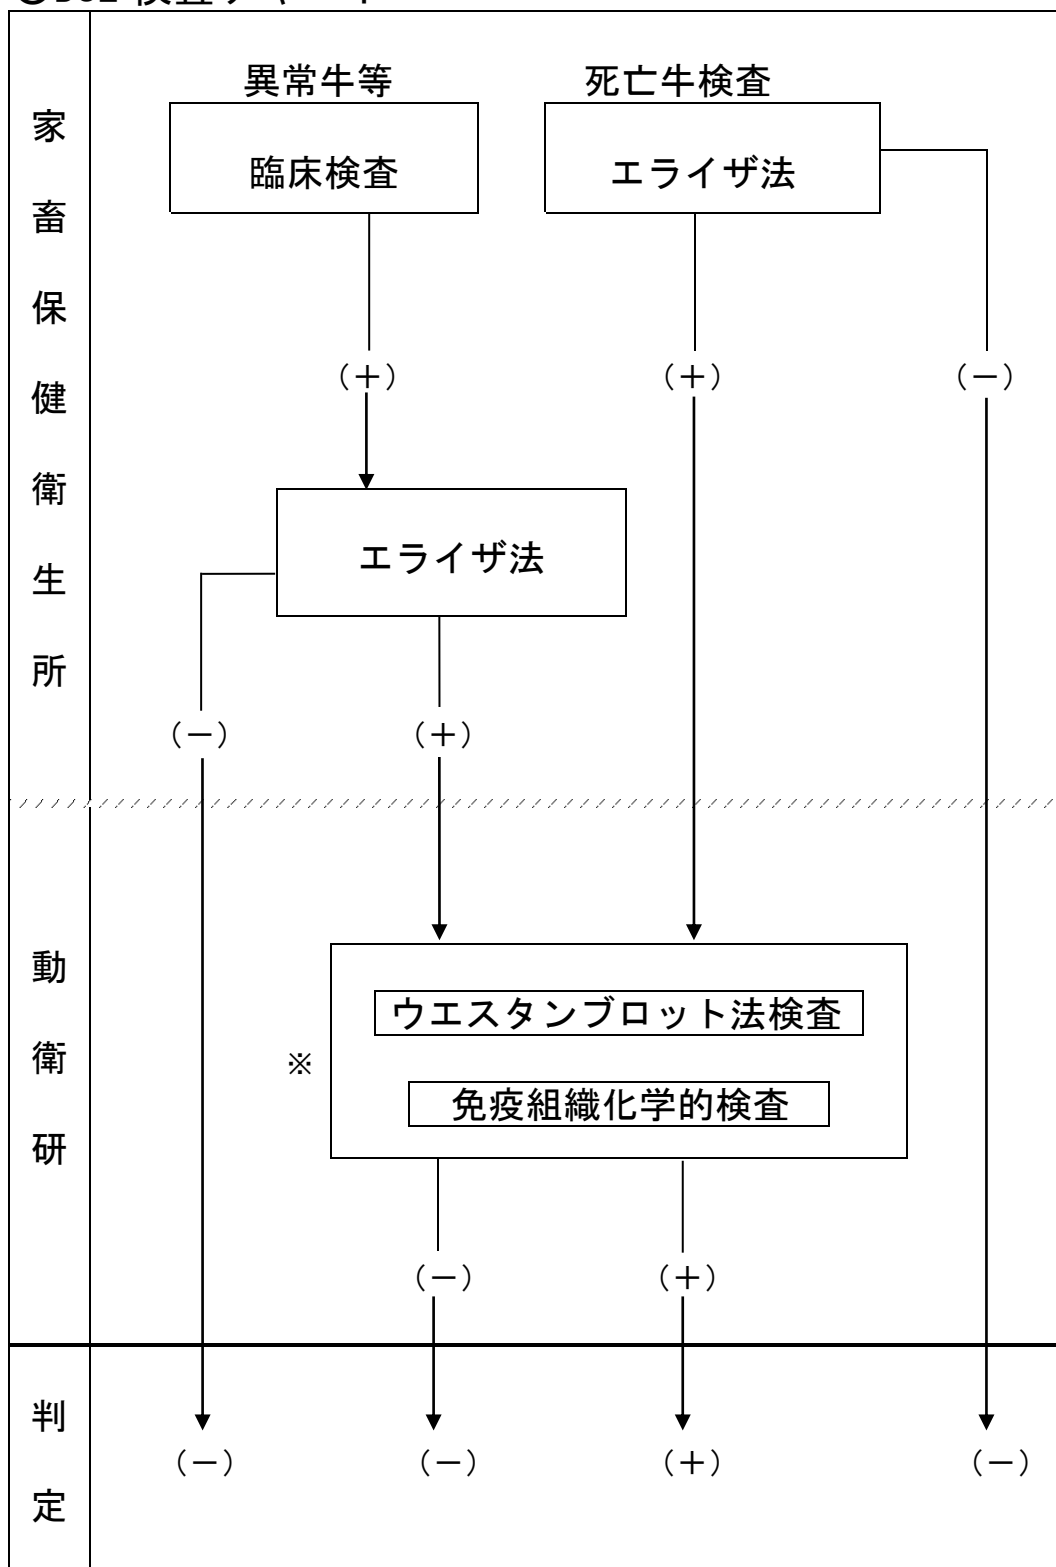 異常牛等
死亡牛検査
臨床検査
エライザ法
(＋)
(＋)
(－)
エライザ法
(－)
(＋)
家畜保健衛生所
ウエスタンブロット法検査
※
免疫組織化学的検査
動衛研
(－)
(＋)
(－)
(－)
(＋)
(－)
判定